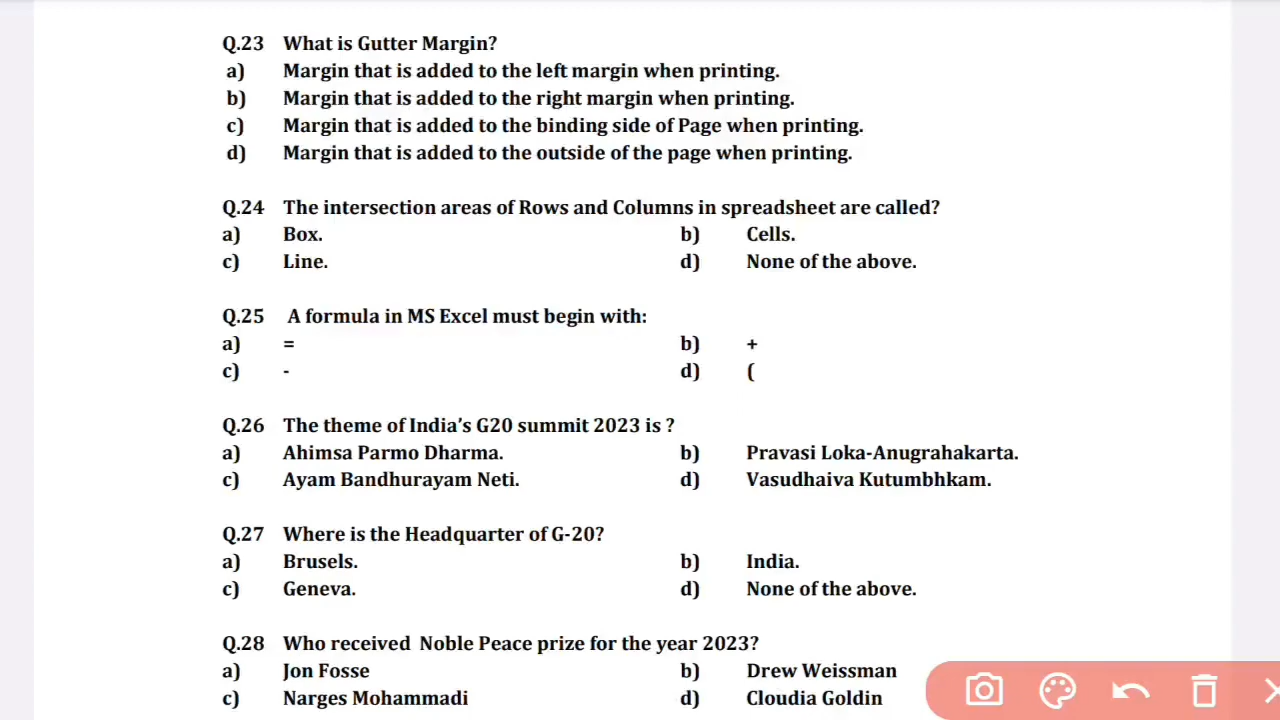 Q.23 What is Gutter Margin?
a) Margin that is added to the left margin when printing.
b) Margin that is added to the right margin when printing.
c) Margin that is added to the binding side of Page when printing.
d) Margin that is added to the outside of the page when printing.
Q.24 The intersection areas of Rows and Columns in spreadsheet are called?
a) Box. b) Cells.
c) Line. d) None of the above.
Q.25 A formula in MS Excel must begin with:
a) = b) +
c) - d) (
Q.26 The theme of India’s G20 summit 2023 is ?
a) Ahimsa Parmo Dharma. b) Pravasi Loka-Anugrahakarta.
c) Ayam Bandhurayam Neti. d) Vasudhaiva Kutumbhkam.
Q.27 Where is the Headquarter of G-20?
a) Brusels. b) India.
c) Geneva. d) None of the above.
Q.28 Who received Noble Peace prize for the year 2023?
a) Jon Fosse b) Drew Weissman
c) Narges Mohammadi d) Cloudia Goldin